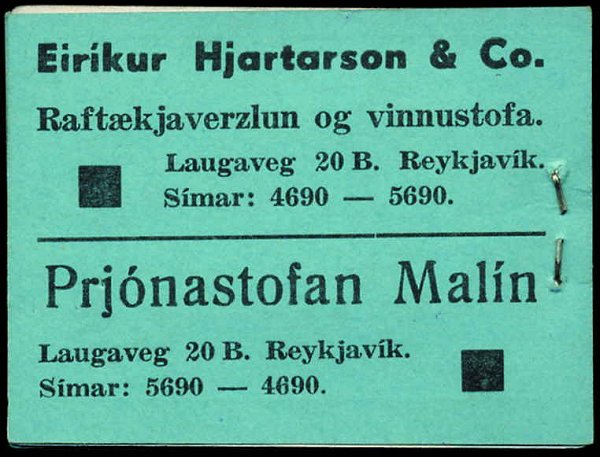 Eiríkur Hjartarson & Co.
Raftækjaverzlun og vinnustofa.
Laugaveg 20 B. Reykjavík.
Símar: 4690 — 5690.
Prjónastofan Malín
Laugaveg 20 B. Reykjavík.
Símar: 5690 — 4690.